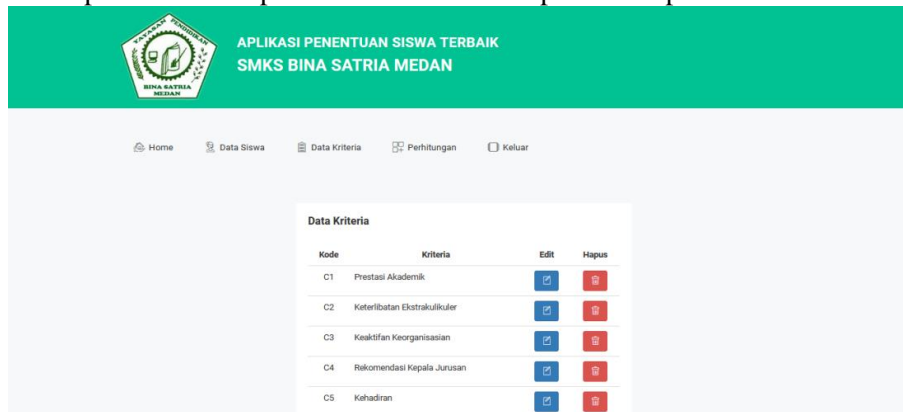 YAYASAN PENDIDIKAN
BINA SATRIA
MEDAN
APLIKASI PENENTUAN SISWA TERBAIK
SMKS BINA SATRIA MEDAN
Home Data Siswa Data Kriteria Perhitungan Keluar
Data Kriteria
Kode Kriteria Edit Hapus
C1 Prestasi Akademik
C2 Keterlibatan Ekstrakulikuler
C3 Keaktifan Keorganisasian
C4 Rekomendasi Kepala Jurusan
C5 Kehadiran